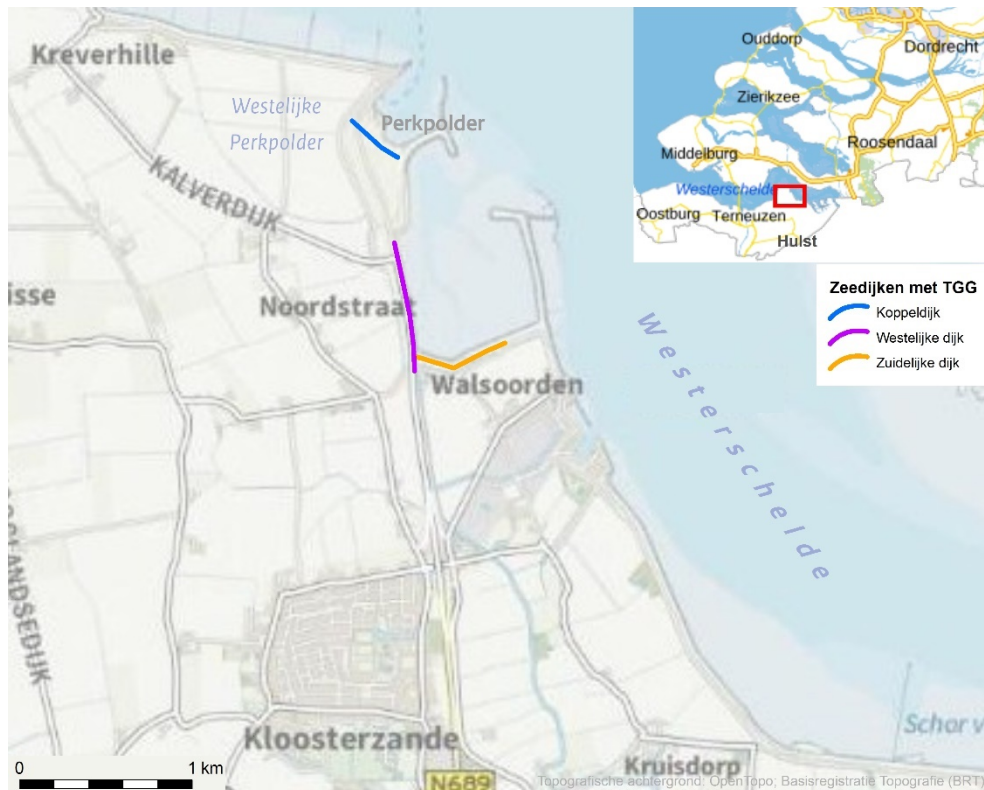 Kreverhille
Westelijke
Perkpolder
Perkpolder
KALVERDIJK
isse
Noordstraat
Walsoorden
Westerschelde
Kloosterzande
Kruisdorp
N689
Schor v
0
1 km
Topografische achtergrond: OpenTopo; Basisregistratie Topografie (BRT)
Ouddorp
Dordrecht
Zierikzee
Roosendaal
Middelburg
Westerschelde
Oostburg
Terneuzen
Hulst
Zeedijken met TGG
Koppeldijk
Westelijke dijk
Zuidelijke dijk